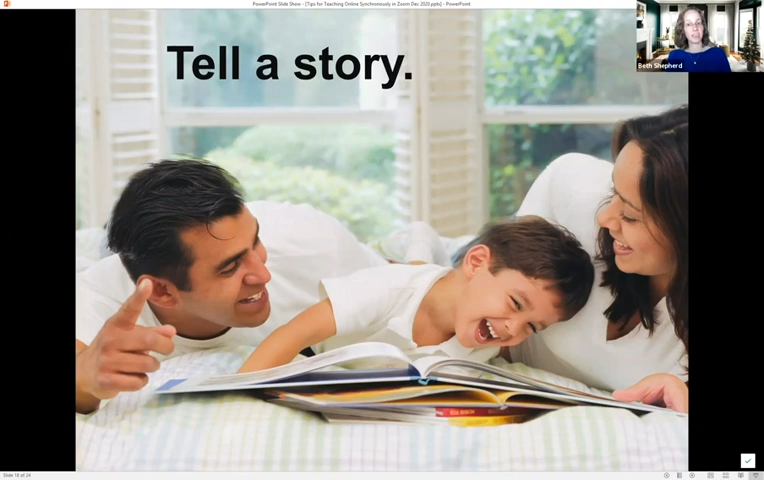 PowerPoint Slide Show - [Tips for Teaching Online Synchronously in Zoom Dec 2020.pptx] - PowerPoint
Beth Shepherd
Tell a story.
Slide 18 of 24